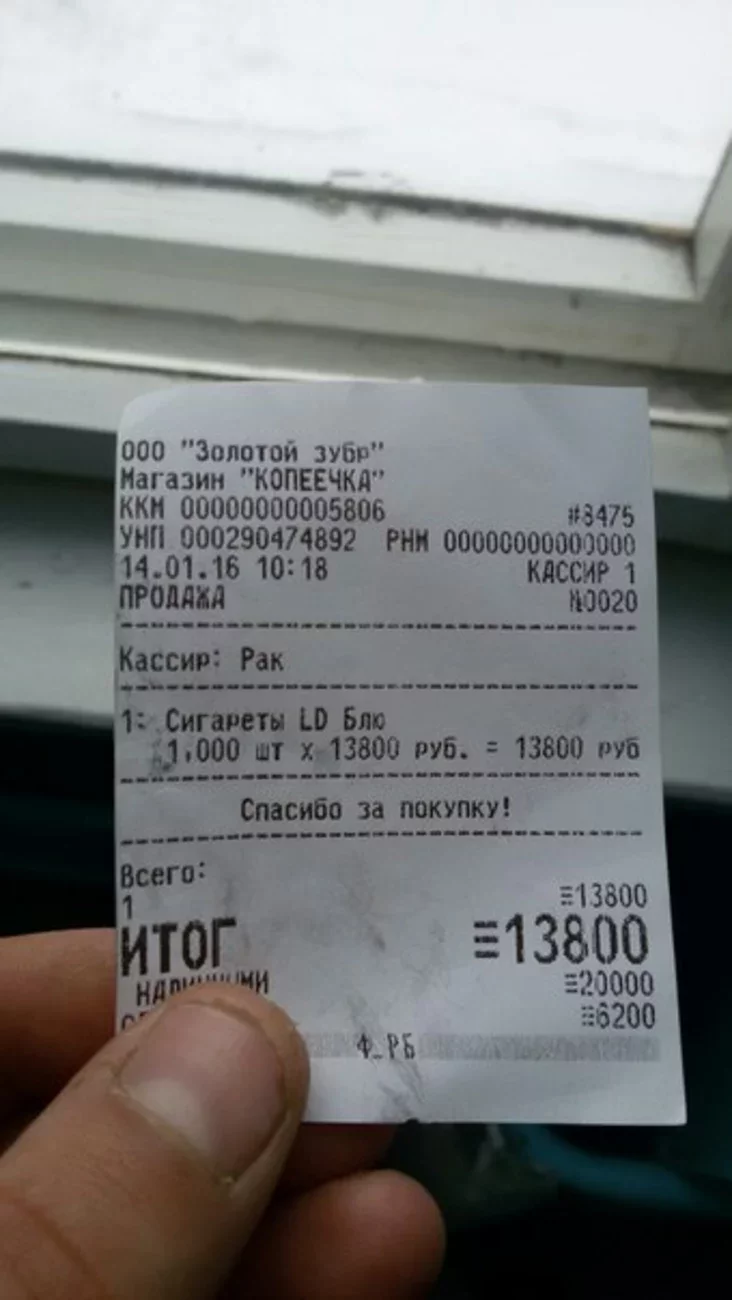 ООО "Золотой зубр"
Магазин "КОПЕЕЧКА"
ККМ 00000000005806 #8475
УНП 000290474892 РНМ 00000000000000
14.01.16 10:18 КАССИР 1
ПРОДАЖА №0020
Кассир: Рак
1: Сигареты LD Блю
1,000 шт х 13800 руб. = 13800 руб
Спасибо за покупку!
Всего:
1 ≡13800
ИТОГ ≡13800
≡20000
≡6200
Ф_РБ